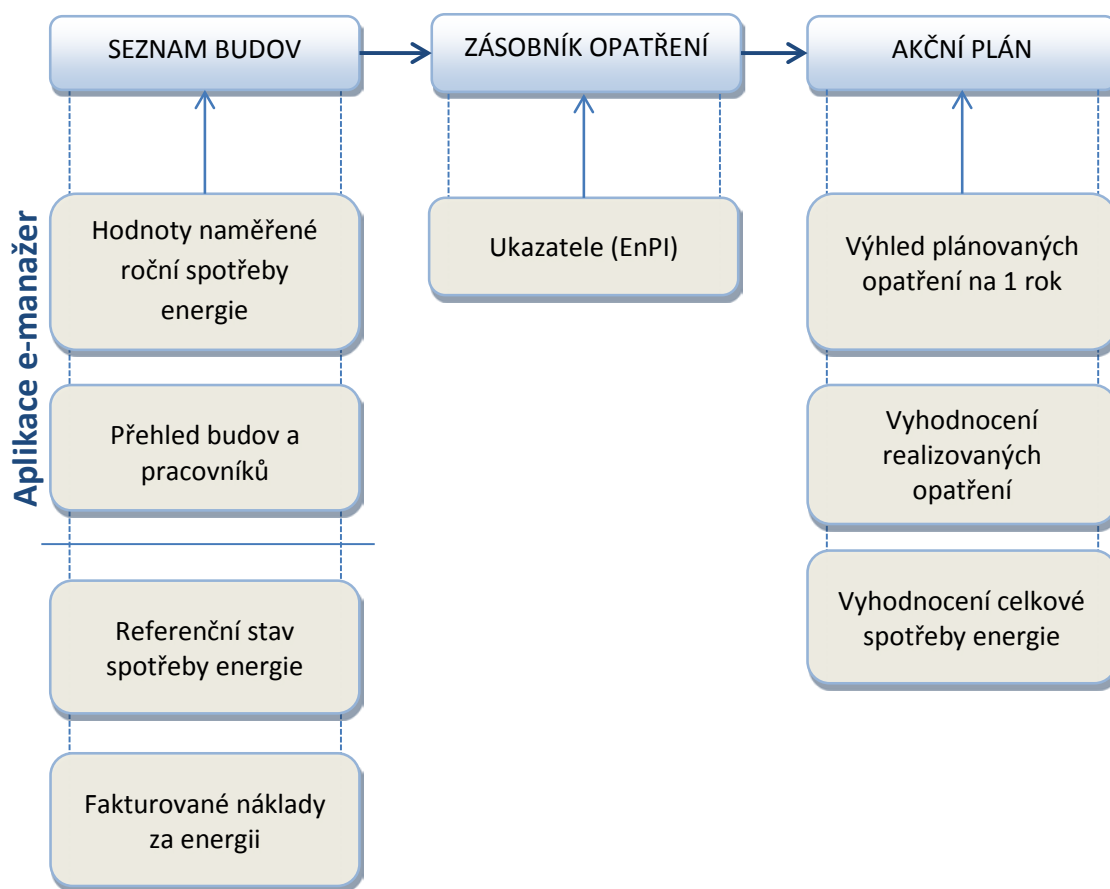 SEZNAM BUDOV
ZÁSOBNÍK OPATŘENÍ
AKČNÍ PLÁN
Aplikace e-manažer
Hodnoty naměřené
roční spotřeby
energie
Přehled budov a
pracovníků
Referenční stav
spotřeby energie
Fakturované náklady
za energii
Ukazatele (EnPI)
Výhled plánovaných
opatření na 1 rok
Vyhodnocení
realizovaných
opatření
Vyhodnocení celkové
spotřeby energie